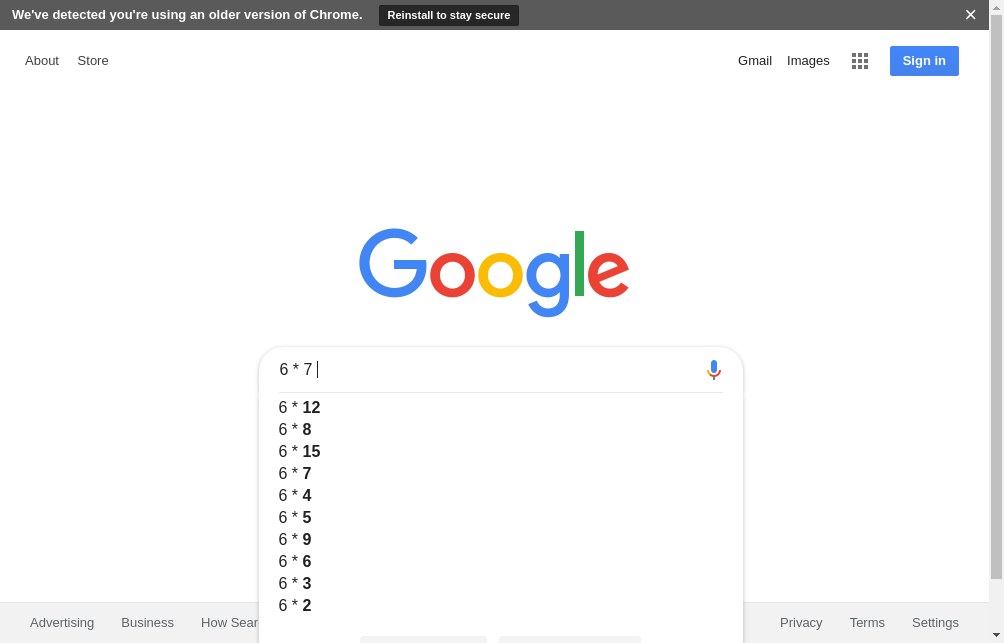 We've detected you're using an older version of Chrome. Reinstall to stay secure ×
About Store Gmail Images Sign in
Google
6 * 7
6 * 12
6 * 8
6 * 15
6 * 7
6 * 4
6 * 5
6 * 9
6 * 6
6 * 3
6 * 2
Advertising Business How Sear Privacy Terms Settings